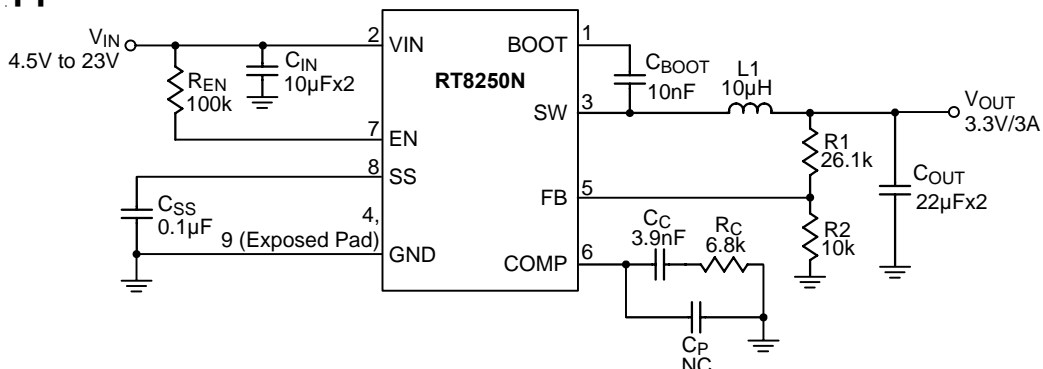 VIN
4.5V to 23V
REN
100k
CIN
10µFx2
2
VIN
7
EN
8
SS
CSS
0.1µF
4,
9 (Exposed Pad)
GND
RT8250N
BOOT
1
CBOOT
10nF
SW
3
L1
10µH
VOUT
3.3V/3A
R1
26.1k
COUT
22µFx2
FB
5
R2
10k
COMP
6
CC
3.9nF
RC
6.8k
CP
NC